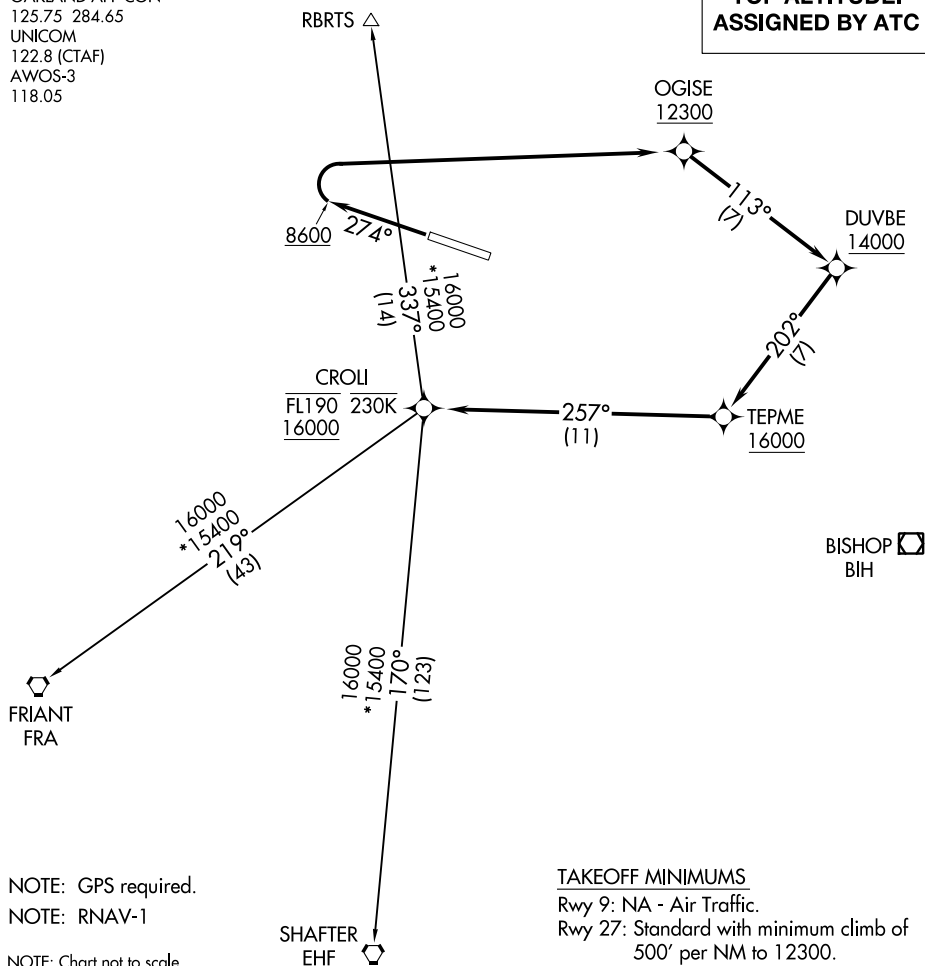 125.75 284.65
UNICOM
122.8 (CTAF)
AWOS-3
118.05
RBRTS
ASSIGNED BY ATC
OGISE
12300
8600
274°
113°
(7)
DUVBE
14000
16000
*15400
337°
(14)
202°
(7)
CROLI
FL190 230K
16000
257°
(11)
TEPME
16000
16000
*15400
219°
(43)
BISHOP
BIH
16000
*15400
170°
(123)
FRIANT
FRA
NOTE: GPS required.
NOTE: RNAV-1
NOTE: Chart not to scale
SHAFTER
EHF
TAKEOFF MINIMUMS
Rwy 9: NA - Air Traffic.
Rwy 27: Standard with minimum climb of
500' per NM to 12300.